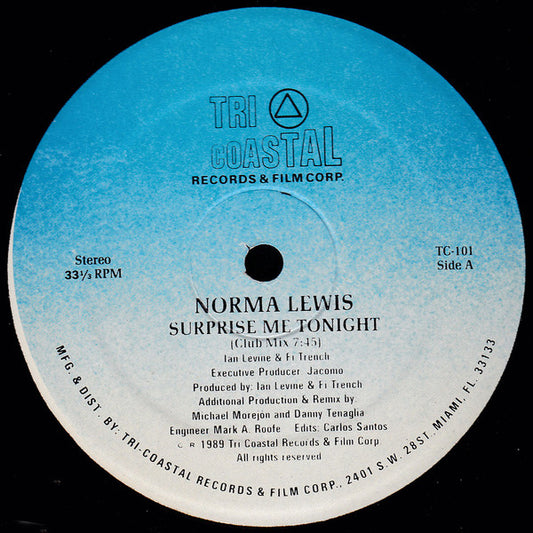 TRI
COASTAL
RECORDS & FILM CORP.
Stereo
33⅓ RPM
TC-101
Side A
NORMA LEWIS
SURPRISE ME TONIGHT
(Club Mix 7:45)
Ian Levine & Fi Trench
Executive Producer Jacomo
Produced by: Ian Levine & Fi Trench
Additional Production & Remix by:
Michael Morejon and Danny Tenaglia
Engineer Mark A. Roofe Edits: Carlos Santos
C R 1989 Tri Coastal Records & Film Corp
All rights reserved
MFG. & DIST. BY: TRI-COASTAL RECORDS & FILM CORP., 2401 S.W. 28ST. MIAMI, FL. 33133